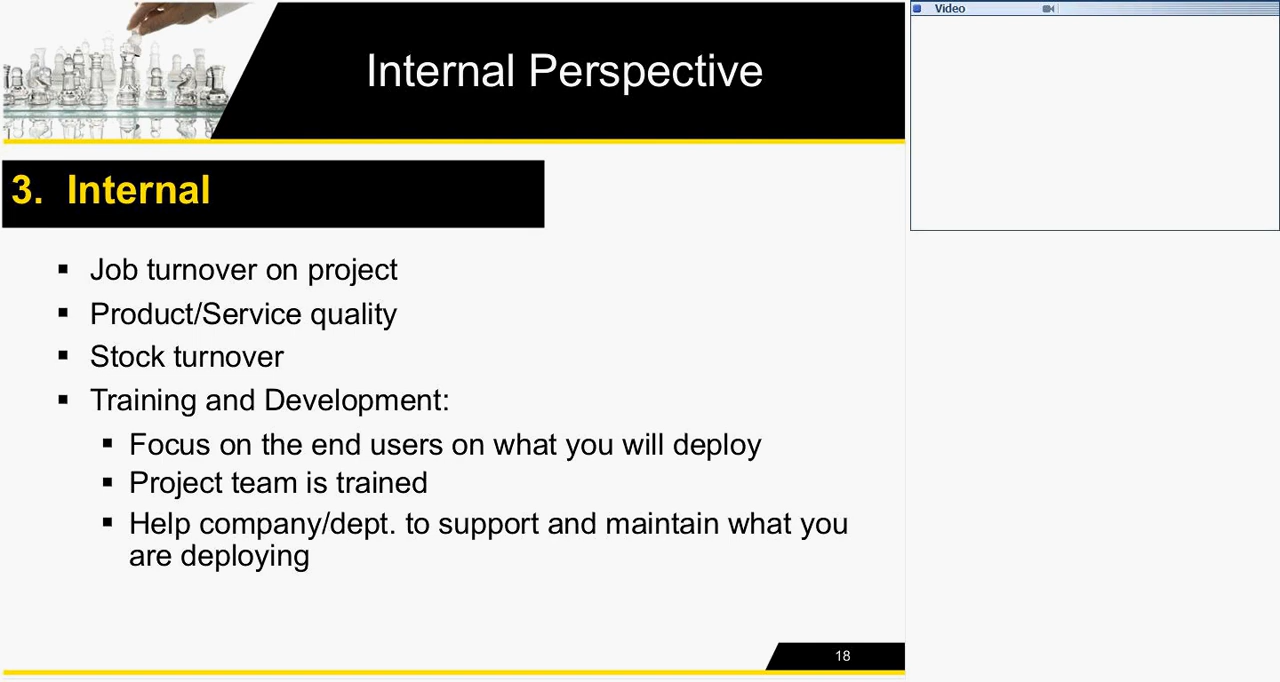 Internal Perspective
Video
3. Internal
▪ Job turnover on project
▪ Product/Service quality
▪ Stock turnover
▪ Training and Development:
▪ Focus on the end users on what you will deploy
▪ Project team is trained
▪ Help company/dept. to support and maintain what you
are deploying
18